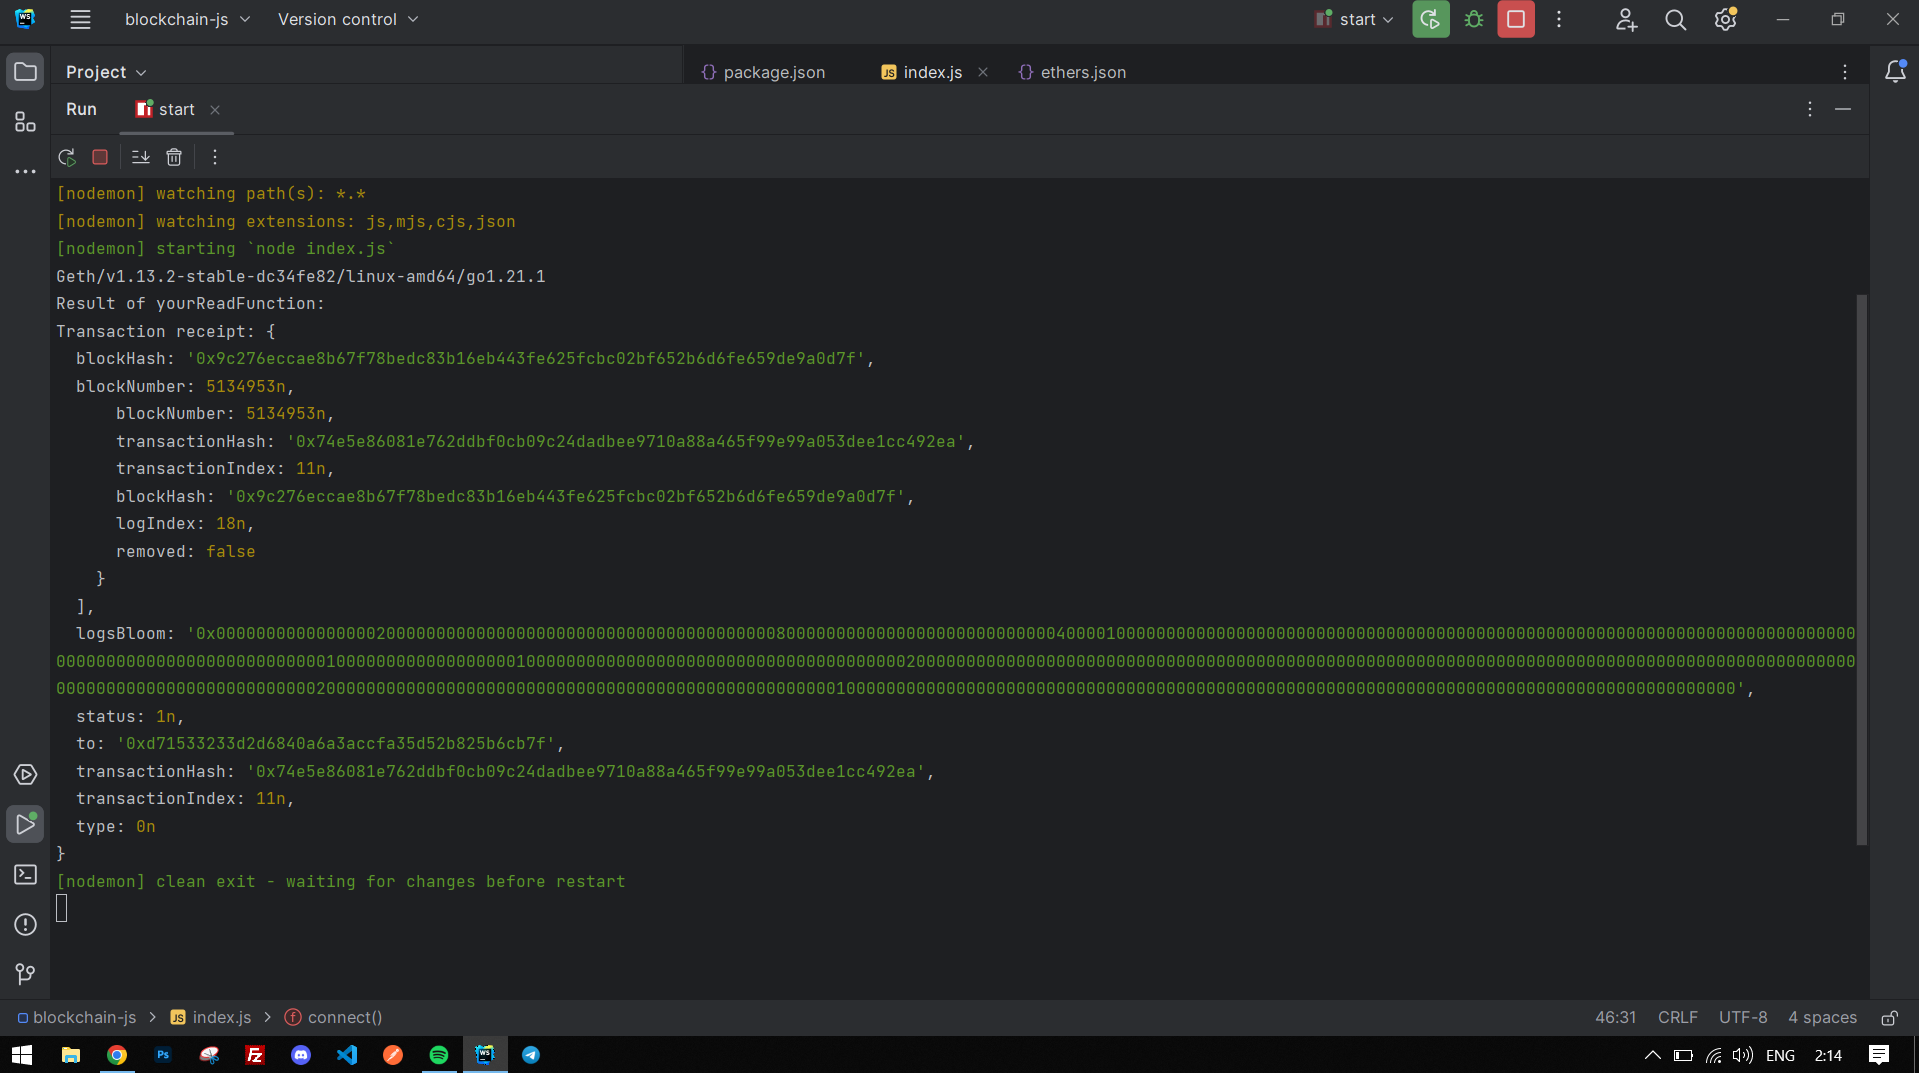 blockchain-js
Version control
start
Project
package.json
index.js
ethers.json
Run
start
[nodemon] watching path(s): *.*
[nodemon] watching extensions: js,mjs,cjs,json
[nodemon] starting `node index.js`
Geth/v1.13.2-stable-dc34fe82/linux-amd64/go1.21.1
Result of yourReadFunction:
Transaction receipt: {
blockHash: '0x9c276eccae8b67f78bedc83b16eb443fe625fcbc02bf652b6d6fe659de9a0d7f',
blockNumber: 5134953n,
blockNumber: 5134953n,
transactionHash: '0x74e5e86081e762ddbf0cb09c24dadbee9710a88a465f99e99a053dee1cc492ea',
transactionIndex: 11n,
blockHash: '0x9c276eccae8b67f78bedc83b16eb443fe625fcbc02bf652b6d6fe659de9a0d7f',
logIndex: 18n,
removed: false
}
],
logsBloom:
status: 1n,
to: '0xd71533233d2d6840a6a3accfa35d52b825b6cb7f',
transactionHash: '0x74e5e86081e762ddbf0cb09c24dadbee9710a88a465f99e99a053dee1cc492ea',
transactionIndex: 11n,
type: 0n
}
[nodemon] clean exit - waiting for changes before restart
blockchain-js > index.js > connect()
46:31 CRLF UTF-8 4 spaces
ENG 2:14